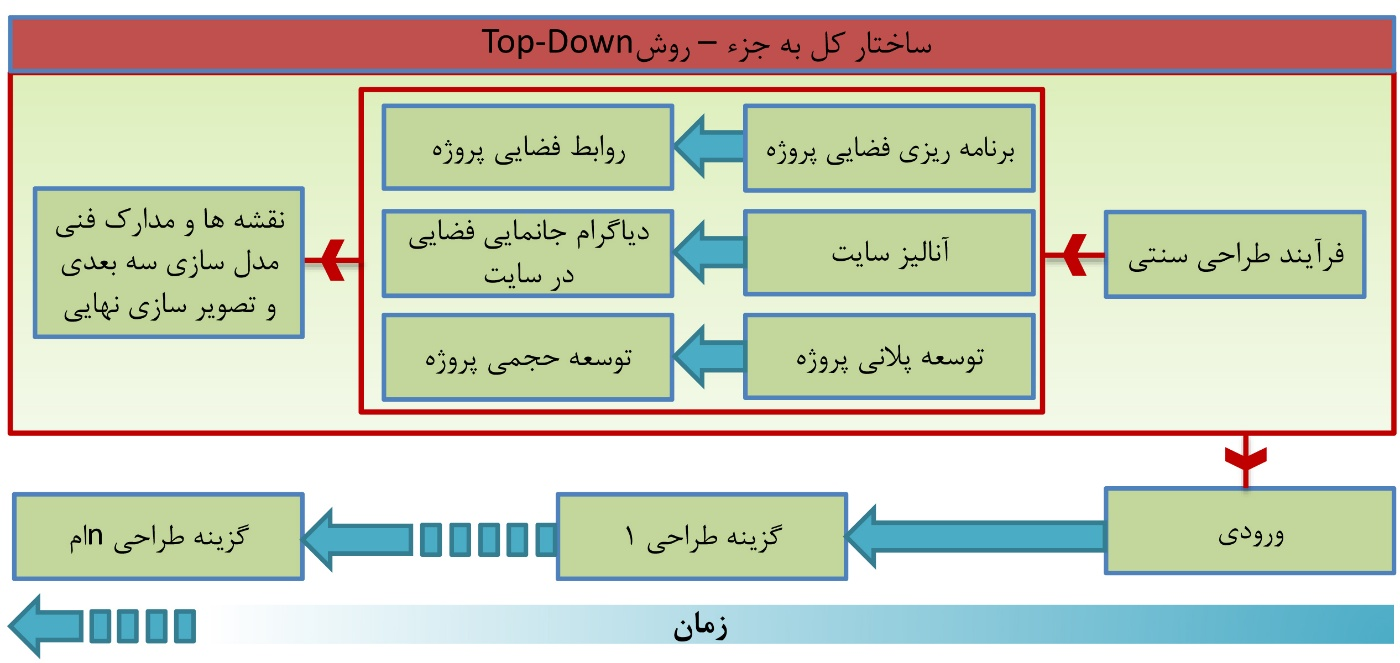 ساختار کل به جزء – روش Top-Down
فرآیند طراحی سنتی
برنامه ریزی فضایی پروژه
روابط فضایی پروژه
آنالیز سایت
دیاگرام جانمایی فضایی
در سایت
توسعه پلانی پروژه
توسعه حجمی پروژه
نقشه ها و مدارک فنی
مدل سازی سه بعدی
و تصویر سازی نهایی
ورودی
گزینه طراحی ۱
گزینه طراحی nام
زمان